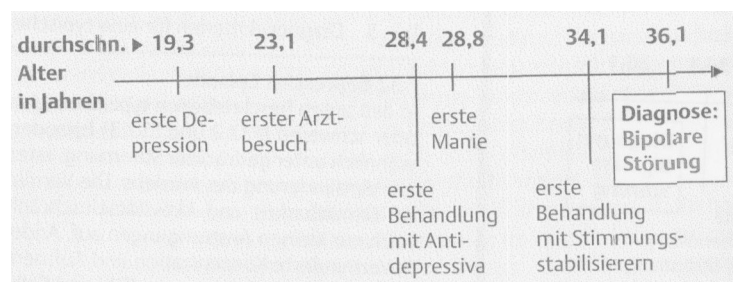 durchschn. ▶ 19,3 23,1 28,4 28,8 34,1 36,1
Alter
in Jahren
erste De-
pression
erster Arzt-
besuch
erste
Behandlung
mit Anti-
depressiva
erste
Manie
erste
Behandlung
mit Stimmungs-
stabilisierern
Diagnose:
Bipolare
Störung